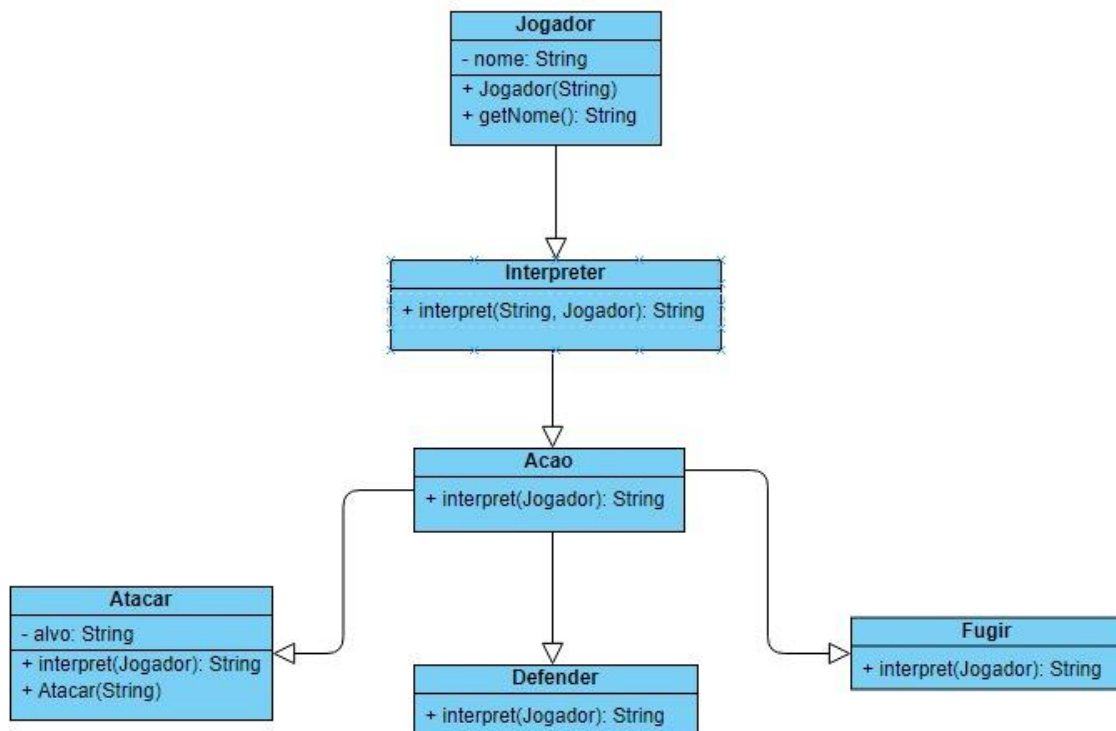 Jogador
- nome: String
+ Jogador(String)
+ getNome(): String
Interpreter
+ interpret(String, Jogador): String
Acao
+ interpret(Jogador): String
Atacar
- alvo: String
+ interpret(Jogador): String
+ Atacar(String)
Defender
+ interpret(Jogador): String
Fugir
+ interpret(Jogador): String